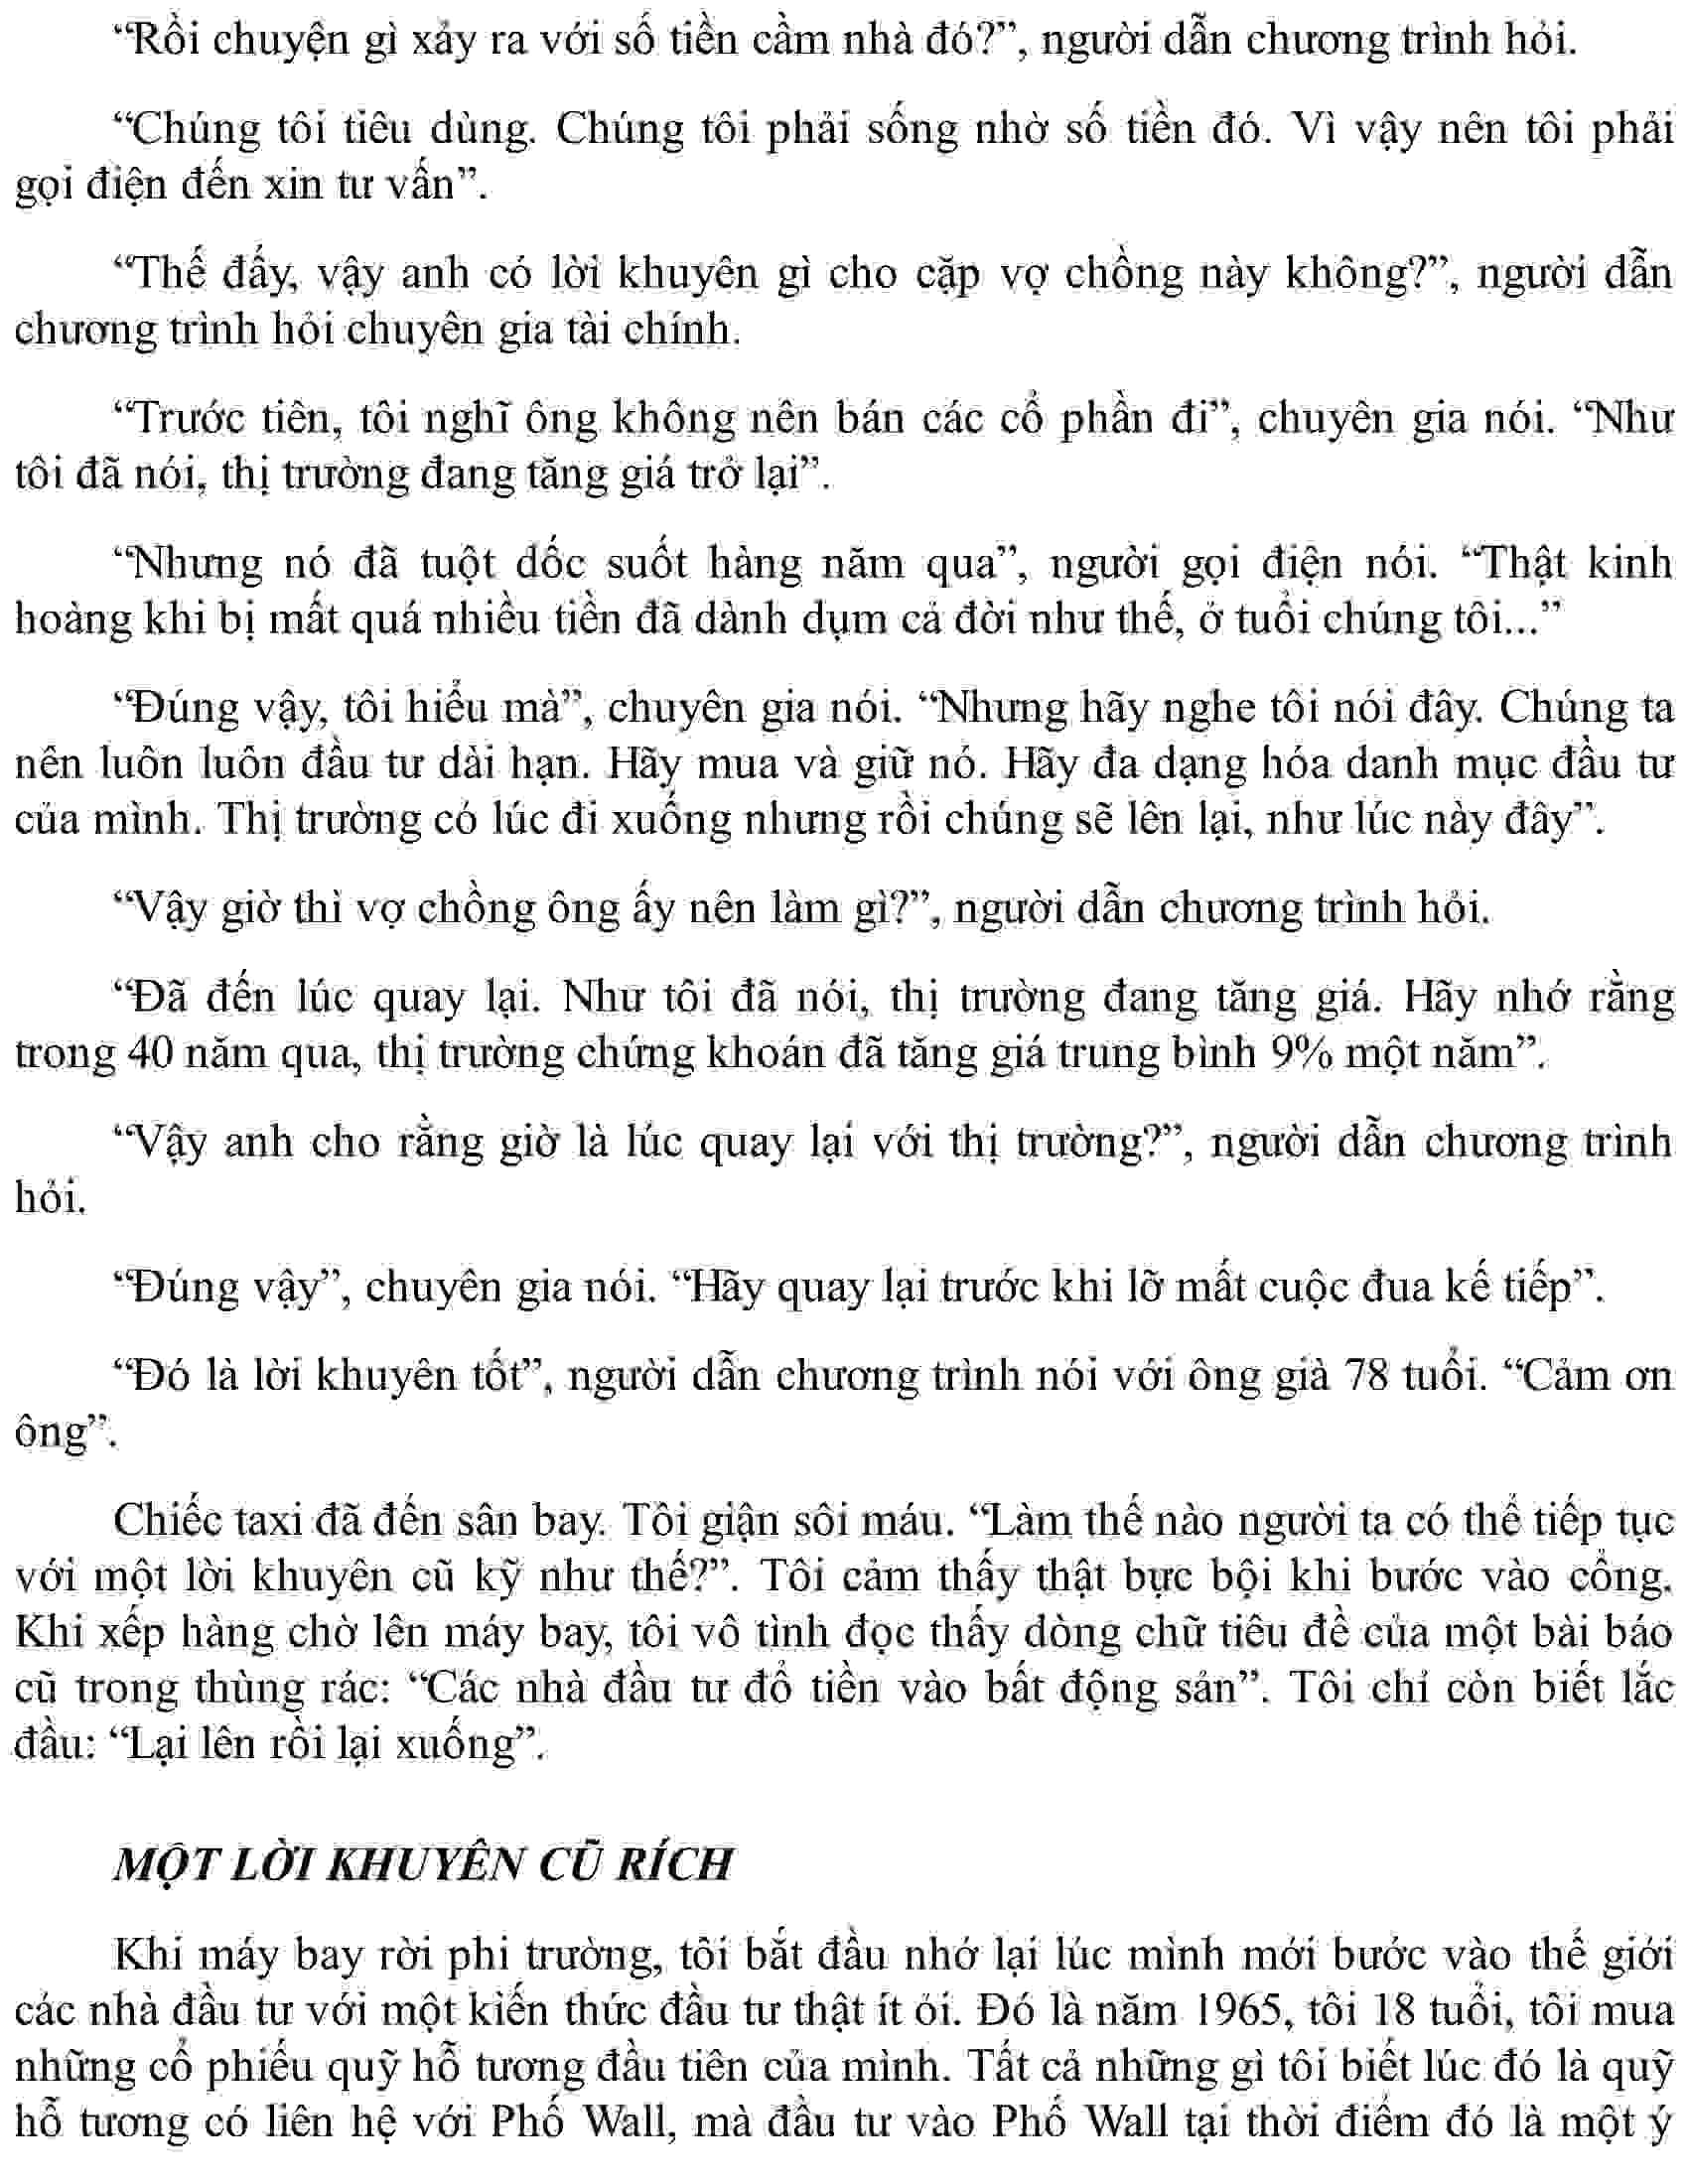 “Rồi chuyện gì xảy ra với số tiền cầm nhà đó?”, người dẫn chương trình hỏi.
“Chúng tôi tiêu dùng. Chúng tôi phải sống nhờ số tiền đó. Vì vậy nên tôi phải
gọi điện đến xin tư vấn”.
“Thế đấy, vậy anh có lời khuyên gì cho cặp vợ chồng này không?”, người dẫn
chương trình hỏi chuyên gia tài chính.
“Trước tiên, tôi nghĩ ông không nên bán các cổ phần đi”, chuyên gia nói. “Như
tôi đã nói, thị trường đang tăng giá trở lại”.
“Nhưng nó đã tuột dốc suốt hàng năm qua”, người gọi điện nói. “Thật kinh
hoàng khi bị mất quá nhiều tiền đã dành dụm cả đời như thế, ở tuổi chúng tôi...”
“Đúng vậy, tôi hiểu mà”, chuyên gia nói. “Nhưng hãy nghe tôi nói đây. Chúng ta
nên luôn luôn đầu tư dài hạn. Hãy mua và giữ nó. Hãy đa dạng hóa danh mục đầu tư
của mình. Thị trường có lúc đi xuống nhưng rồi chúng sẽ lên lại, như lúc này đây”.
“Vậy giờ thì vợ chồng ông ấy nên làm gì?”, người dẫn chương trình hỏi.
“Đã đến lúc quay lại. Như tôi đã nói, thị trường đang tăng giá. Hãy nhớ rằng
trong 40 năm qua, thị trường chứng khoán đã tăng giá trung bình 9% một năm”.
“Vậy anh cho rằng giờ là lúc quay lại với thị trường?”, người dẫn chương trình
hỏi.
“Đúng vậy”, chuyên gia nói. “Hãy quay lại trước khi lỡ mất cuộc đua kế tiếp”.
“Đó là lời khuyên tốt”, người dẫn chương trình nói với ông già 78 tuổi. “Cảm ơn
ông”.
Chiếc taxi đã đến sân bay. Tôi giận sôi máu. “Làm thế nào người ta có thể tiếp tục
với một lời khuyên cũ kỹ như thế?”. Tôi cảm thấy thật bực bội khi bước vào cổng.
Khi xếp hàng chờ lên máy bay, tôi vô tình đọc thấy dòng chữ tiêu đề của một bài báo
cũ trong thùng rác: “Các nhà đầu tư đổ tiền vào bất động sản”. Tôi chỉ còn biết lắc
đầu: “Lại lên rồi lại xuống”.
MỘT LỜI KHUYÊN CŨ RÍCH
Khi máy bay rời phi trường, tôi bắt đầu nhớ lại lúc mình mới bước vào thế giới
các nhà đầu tư với một kiến thức đầu tư thật ít ỏi. Đó là năm 1965, tôi 18 tuổi, tôi mua
những cổ phiếu quỹ hỗ tương đầu tiên của mình. Tất cả những gì tôi biết lúc đó là quỹ
hỗ tương có liên hệ với Phố Wall, mà đầu tư vào Phố Wall tại thời điểm đó là một ý